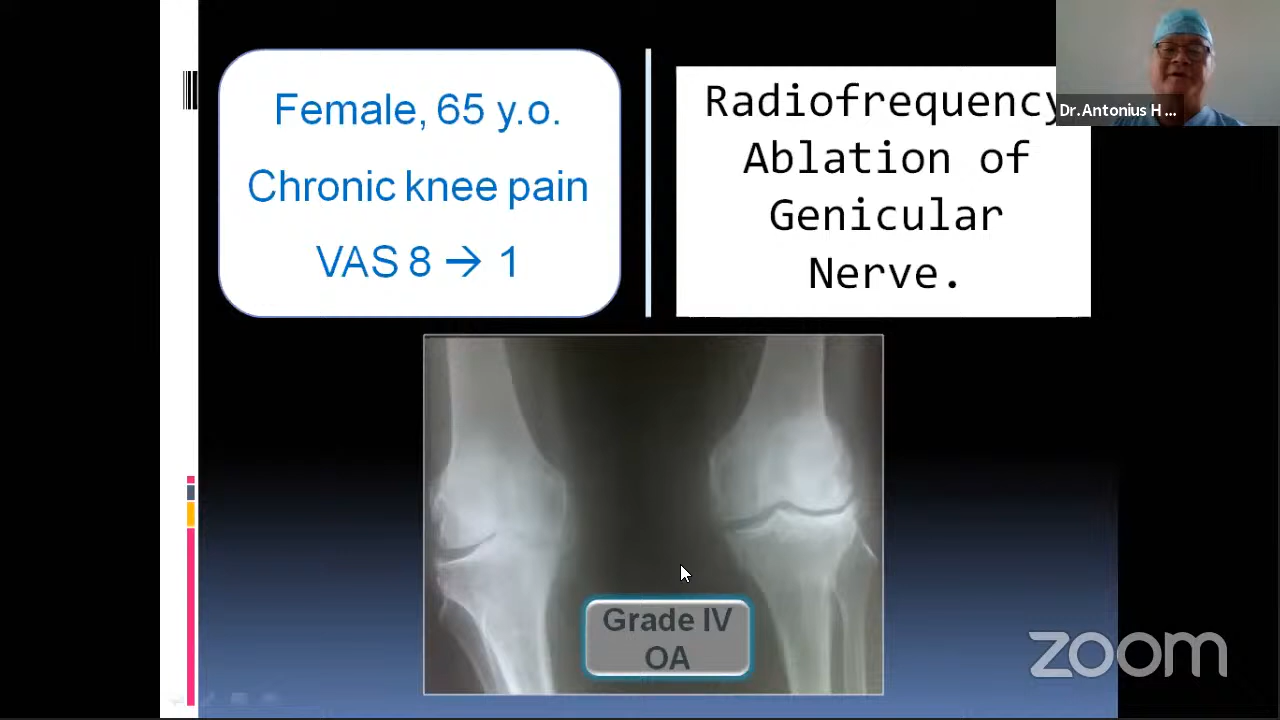 Female, 65 y.o.
Chronic knee pain
VAS 8 → 1
Radiofrequency
Ablation of
Genicular
Nerve.
Dr.Antonius H ...
Grade IV
OA
zoom